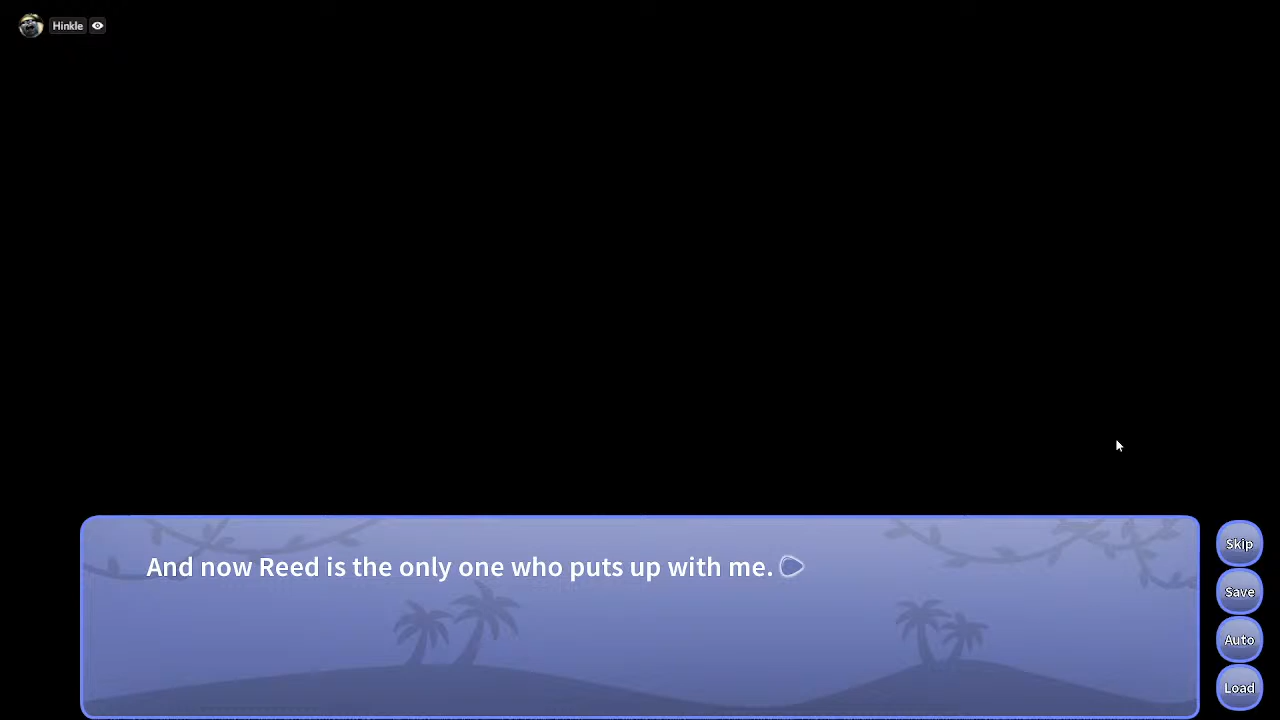 Hinkle
And now Reed is the only one who puts up with me.
Skip
Save
Auto
Load